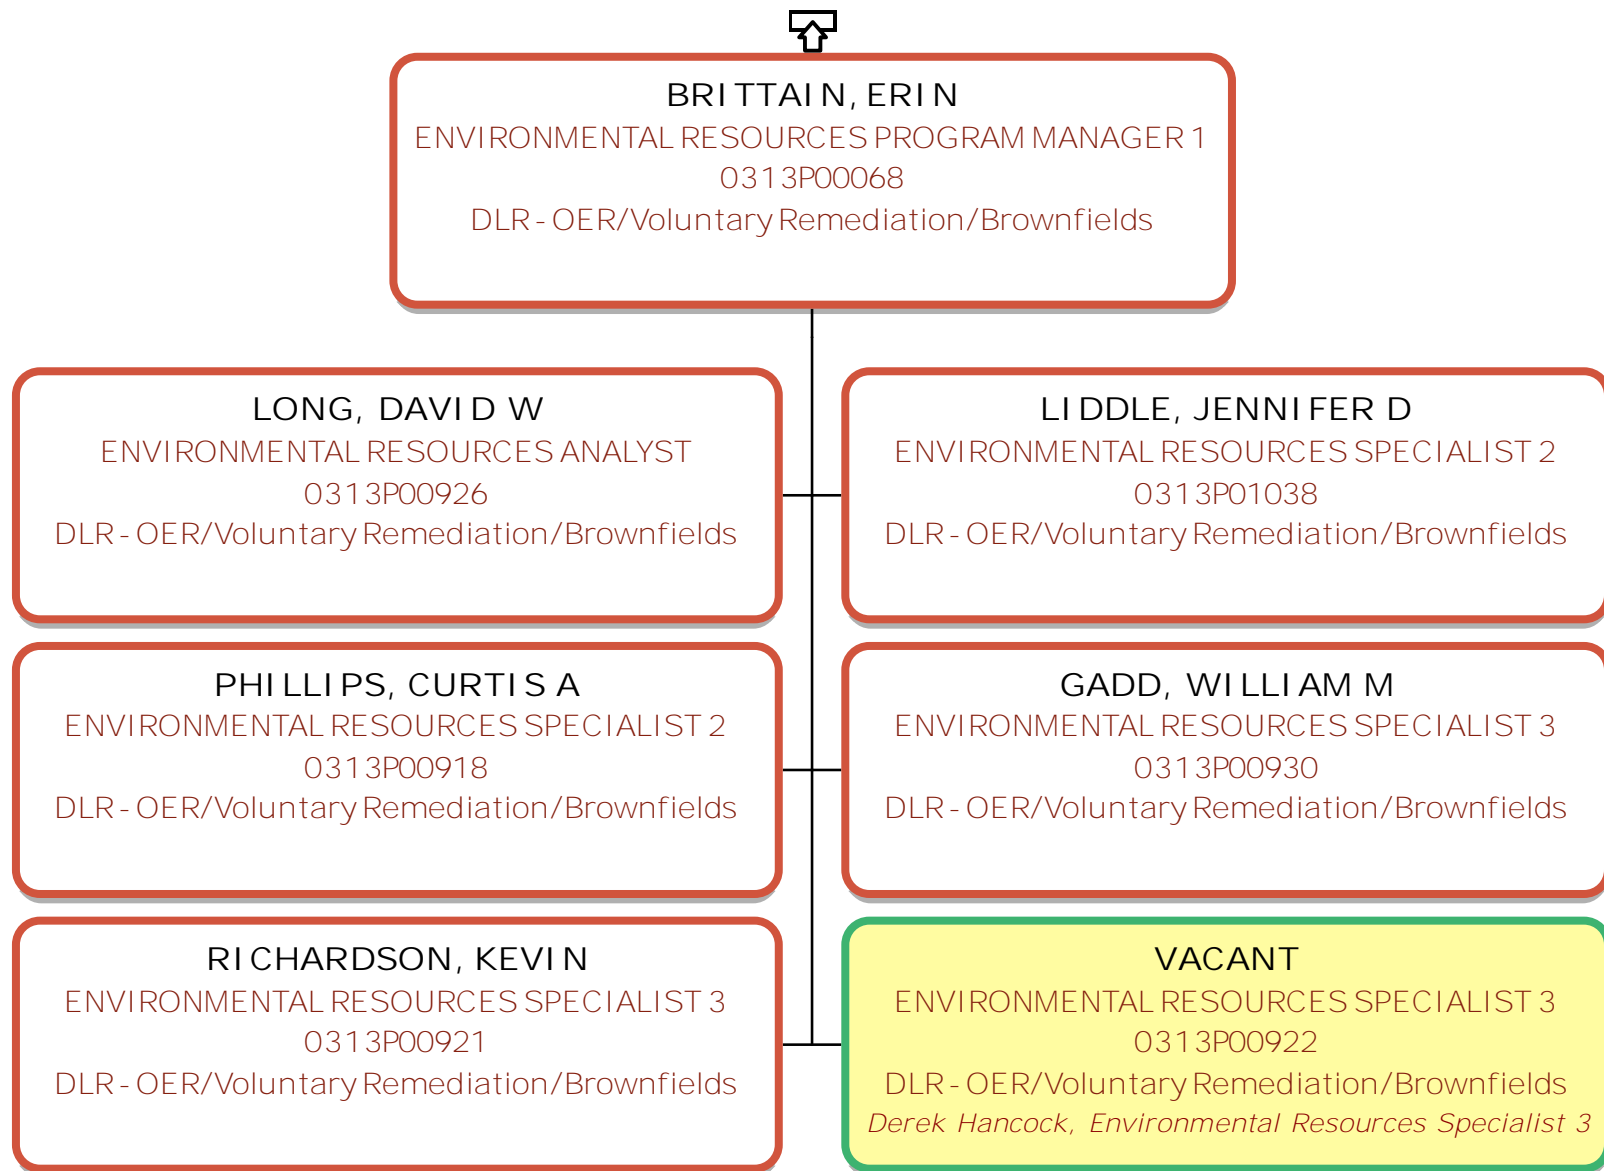 BRITTAIN, ERIN
ENVIRONMENTAL RESOURCES PROGRAM MANAGER 1
0313P00068
DLR - OER/Voluntary Remediation/Brownfields
LONG, DAVID W
ENVIRONMENTAL RESOURCES ANALYST
0313P00926
DLR - OER/Voluntary Remediation/Brownfields
LIDDLE, JENNIFER D
ENVIRONMENTAL RESOURCES SPECIALIST 2
0313P01038
DLR - OER/Voluntary Remediation/Brownfields
PHILLIPS, CURTIS A
ENVIRONMENTAL RESOURCES SPECIALIST 2
0313P00918
DLR - OER/Voluntary Remediation/Brownfields
GADD, WILLIAM M
ENVIRONMENTAL RESOURCES SPECIALIST 3
0313P00930
DLR - OER/Voluntary Remediation/Brownfields
RICHARDSON, KEVIN
ENVIRONMENTAL RESOURCES SPECIALIST 3
0313P00921
DLR - OER/Voluntary Remediation/Brownfields
VACANT
ENVIRONMENTAL RESOURCES SPECIALIST 3
0313P00922
DLR - OER/Voluntary Remediation/Brownfields
Derek Hancock, Environmental Resources Specialist 3